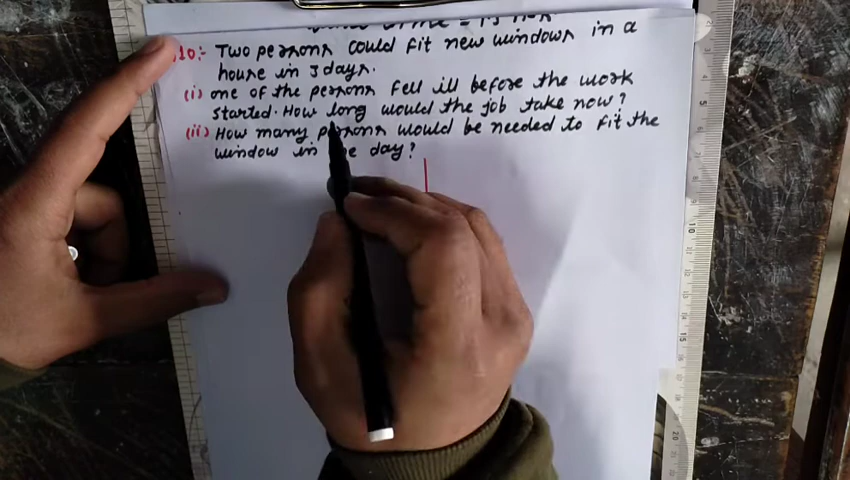 10:- Two persons could fit new windows in a
house in 3 days.
(i) one of the persons fell ill before the work
started. How long would the job take now?
(ii) How many persons would be needed to fit the
window in day?